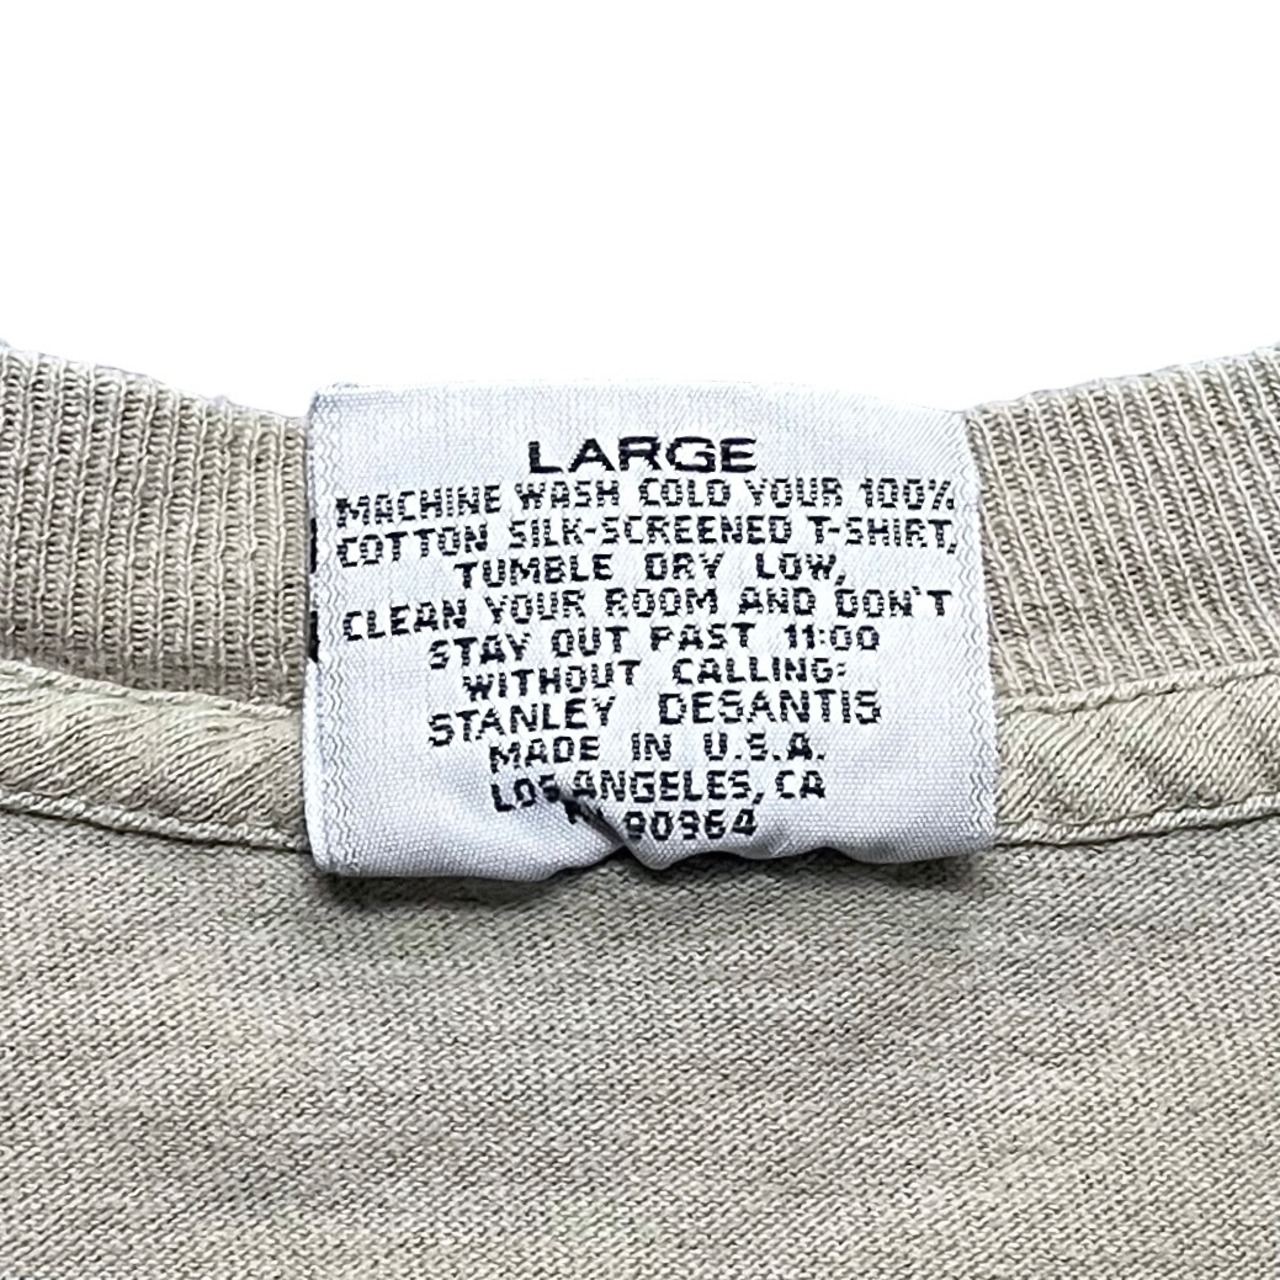 LARGE
MACHINE WASH COLD YOUR 100%
COTTON SILK-SCREENED T-SHIRT,
TUMBLE DRY LOW,
CLEAN YOUR ROOM AND DON'T
STAY OUT PAST 11:00
WITHOUT CALLING:
STANLEY DESANTIS
MADE IN U.S.A.
LOS ANGELES, CA
90964